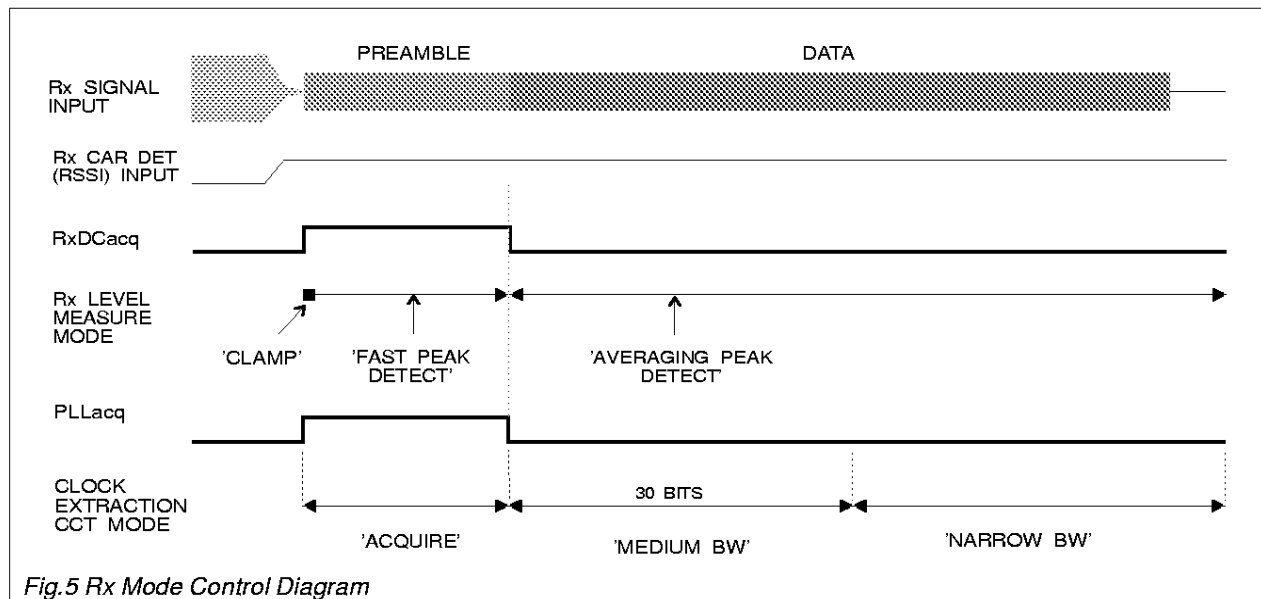 PREAMBLE
DATA
Rx SIGNAL
INPUT
Rx CAR DET
(RSSI) INPUT
RxDCacq
Rx LEVEL
MEASURE
MODE
'CLAMP'
'FAST PEAK
DETECT'
'AVERAGING PEAK
DETECT'
PLLacq
CLOCK
EXTRACTION
CCT MODE
30 BITS
'ACQUIRE'
'MEDIUM BW'
'NARROW BW'
Fig.5 Rx Mode Control Diagram